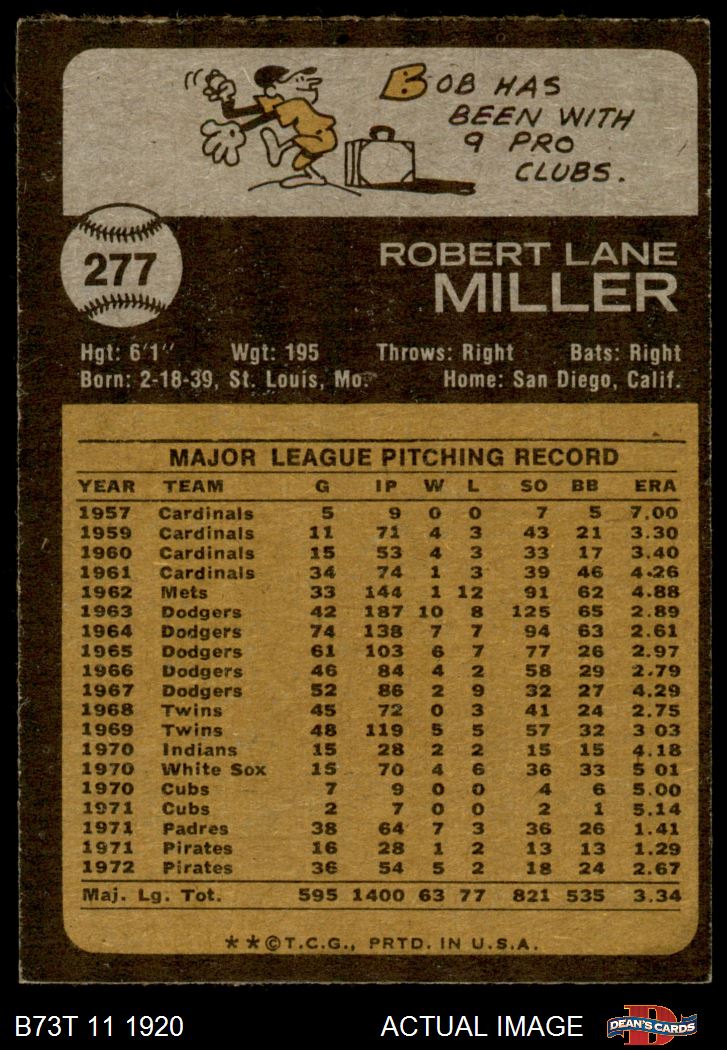 BOB HAS
BEEN WITH
9 PRO
CLUBS.
277
ROBERT LANE
MILLER
Hgt: 6'1" Wgt: 195 Throws: Right Bats: Right
Born: 2-18-39, St. Louis, Mo. Home: San Diego, Calif.
MAJOR LEAGUE PITCHING RECORD
YEAR TEAM G IP W L SO BB ERA
1957 Cardinals 5 9 0 0 7 5 7.00
1959 Cardinals 11 71 4 3 43 21 3.30
1960 Cardinals 15 53 4 3 33 17 3.40
1961 Cardinals 34 74 1 3 39 46 4.26
1962 Mets 33 144 1 12 91 62 4.88
1963 Dodgers 42 187 10 8 125 65 2.89
1964 Dodgers 74 138 7 7 94 63 2.61
1965 Dodgers 61 103 6 7 77 26 2.97
1966 Dodgers 46 84 4 2 58 29 2.79
1967 Dodgers 52 86 2 9 32 27 4.29
1968 Twins 45 72 0 3 41 24 2.75
1969 Twins 48 119 5 5 57 32 3 03
1970 Indians 15 28 2 2 15 15 4.18
1970 White Sox 15 70 4 6 36 33 5 01
1970 Cubs 7 9 0 0 4 6 5.00
1971 Cubs 2 7 0 0 2 1 5.14
1971 Padres 38 64 7 3 36 26 1.41
1971 Pirates 16 28 1 2 13 13 1.29
1972 Pirates 36 54 5 2 18 24 2.67
Maj. Lg. Tot. 595 1400 63 77 821 535 3.34
**©T.C.G., PRTD. IN U.S.A.
B73T 11 1920 ACTUAL IMAGE DEAN'S CARDS